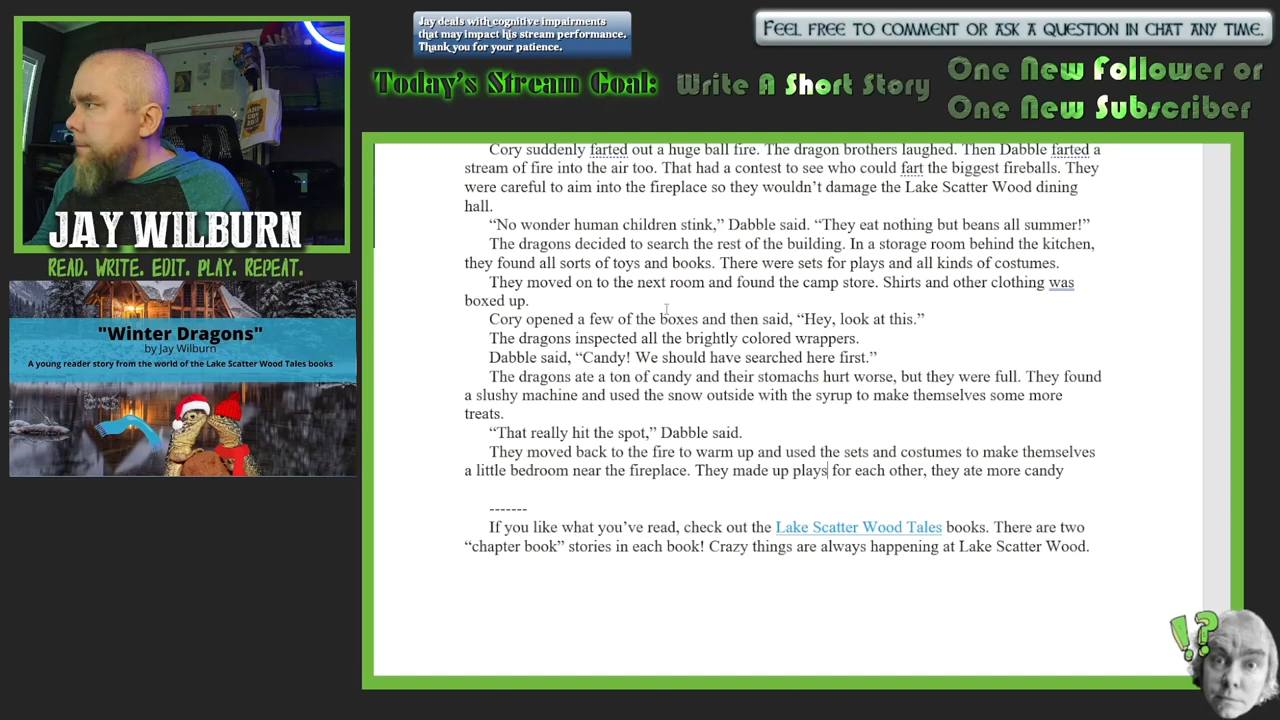 Jay deals with cognitive impairments
that may impact his stream performance.
Thank you for your patience.
Feel free to comment or ask a question in chat any time.
Today's Stream Goal:
Write A Short Story
One New Follower or
One New Subscriber
JAY WILBURN
READ. WRITE. EDIT. PLAY. REPEAT.
"Winter Dragons"
by Jay Wilburn
A young reader story from the world of the Lake Scatter Wood Tales books
Cory suddenly farted out a huge ball fire. The dragon brothers laughed. Then Dabble farted a
stream of fire into the air too. That had a contest to see who could fart the biggest fireballs. They
were careful to aim into the fireplace so they wouldn’t damage the Lake Scatter Wood dining
hall.
“No wonder human children stink,” Dabble said. “They eat nothing but beans all summer!”
The dragons decided to search the rest of the building. In a storage room behind the kitchen,
they found all sorts of toys and books. There were sets for plays and all kinds of costumes.
They moved on to the next room and found the camp store. Shirts and other clothing was
boxed up.
Cory opened a few of the boxes and then said, “Hey, look at this.”
The dragons inspected all the brightly colored wrappers.
Dabble said, “Candy! We should have searched here first.”
The dragons ate a ton of candy and their stomachs hurt worse, but they were full. They found
a slushy machine and used the snow outside with the syrup to make themselves some more
treats.
“That really hit the spot,” Dabble said.
They moved back to the fire to warm up and used the sets and costumes to make themselves
a little bedroom near the fireplace. They made up plays for each other, they ate more candy
-------
If you like what you’ve read, check out the Lake Scatter Wood Tales books. There are two
“chapter book” stories in each book! Crazy things are always happening at Lake Scatter Wood.
!?